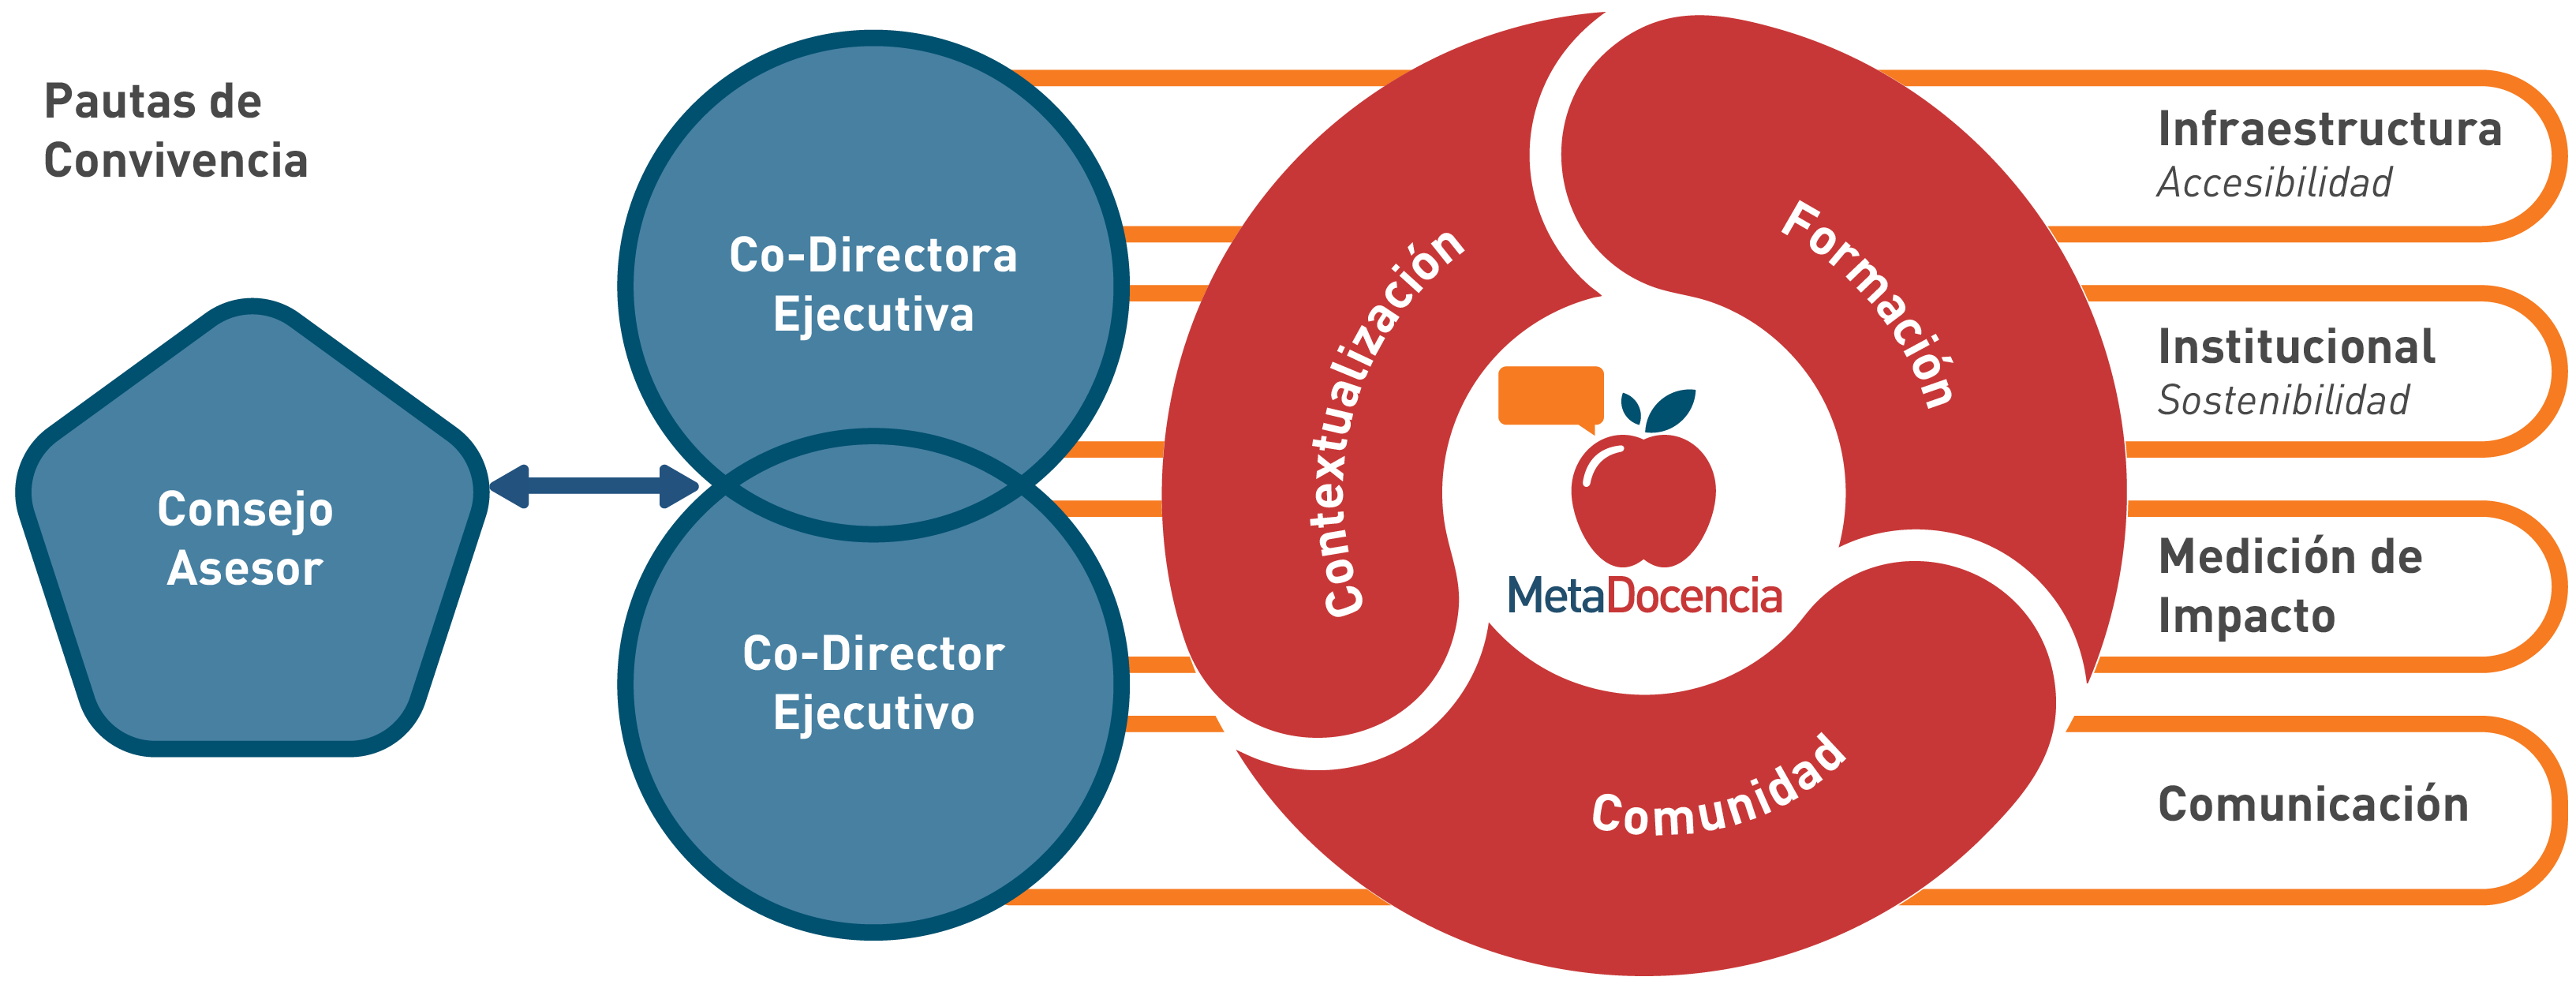 Pautas de
Convivencia
Consejo
Asesor
Co-Directora
Ejecutiva
Co-Director
Ejecutivo
Contextualización
Formación
Comunidad
MetaDocencia
Infraestructura
Accesibilidad
Institucional
Sostenibilidad
Medición de
Impacto
Comunicación